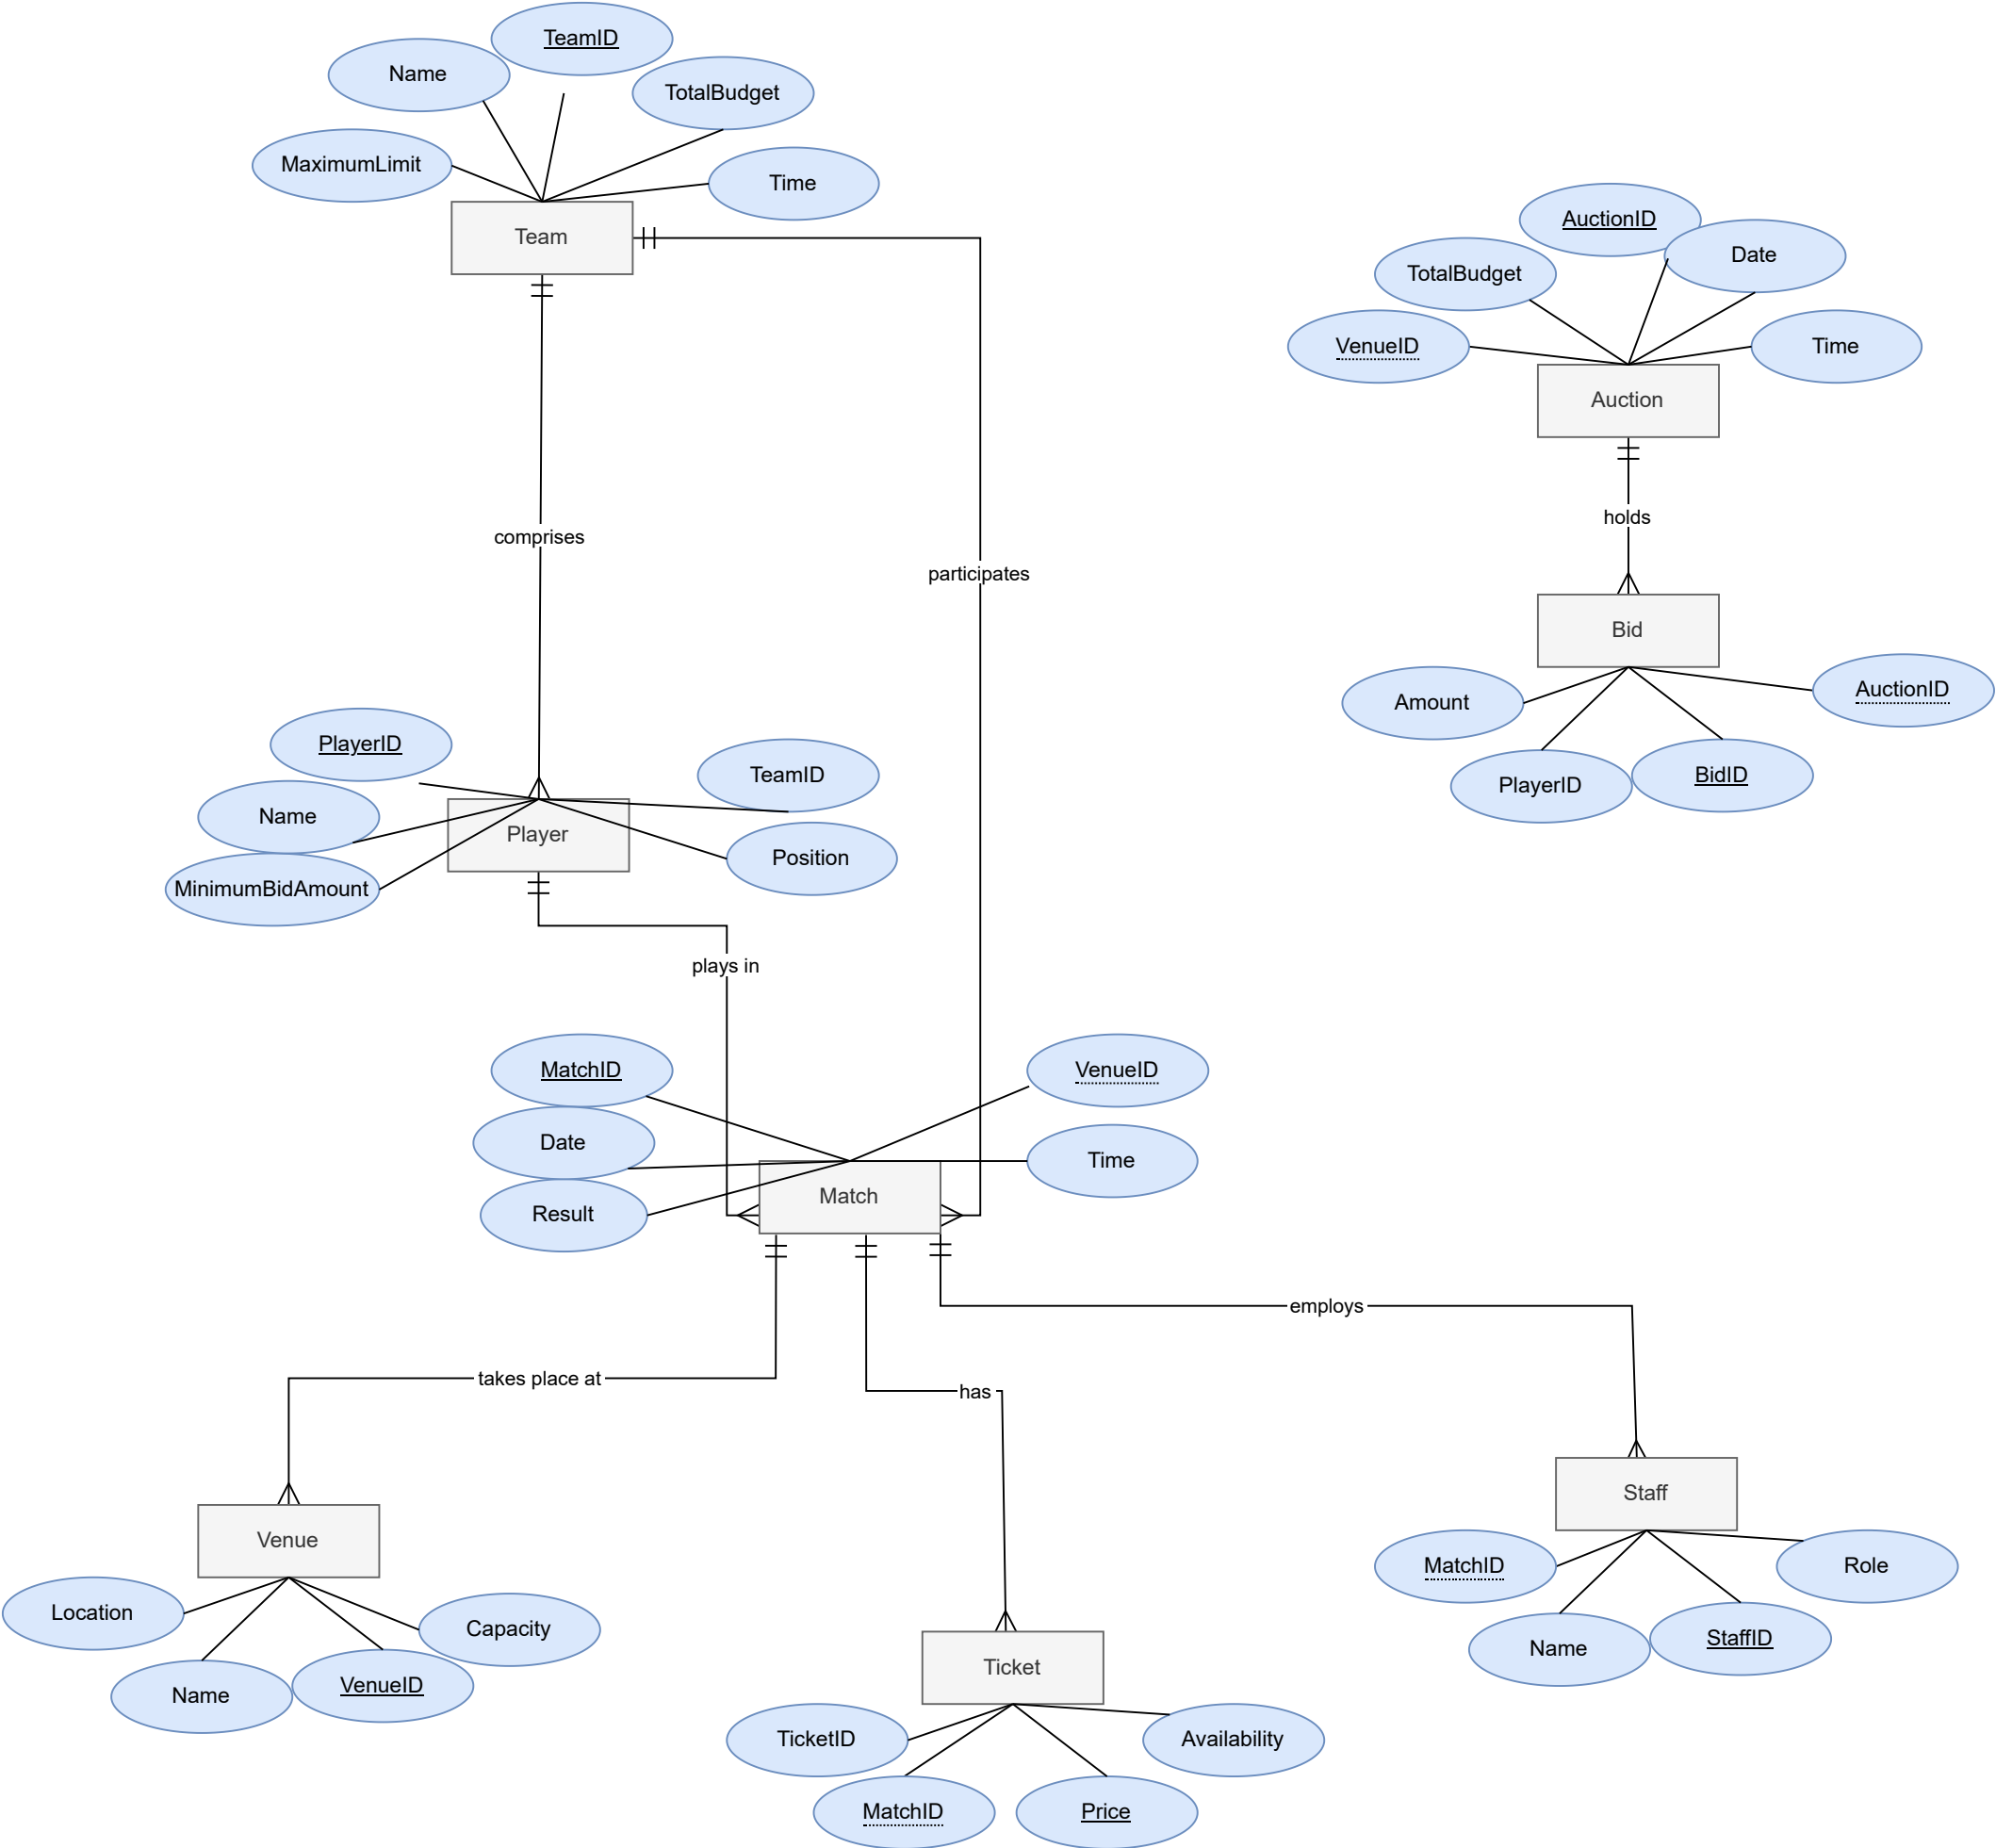 TeamID
Name
TotalBudget
MaximumLimit
Time
Team
AuctionID
Date
TotalBudget
VenueID
Time
Auction
holds
comprises
participates
Bid
Amount
AuctionID
PlayerID
BidID
PlayerID
TeamID
Name
Player
Position
MinimumBidAmount
plays in
MatchID
VenueID
Date
Time
Match
Result
employs
takes place at
has
Staff
Venue
MatchID
Role
Location
Capacity
Name
StaffID
Name
VenueID
Ticket
TicketID
Availability
MatchID
Price